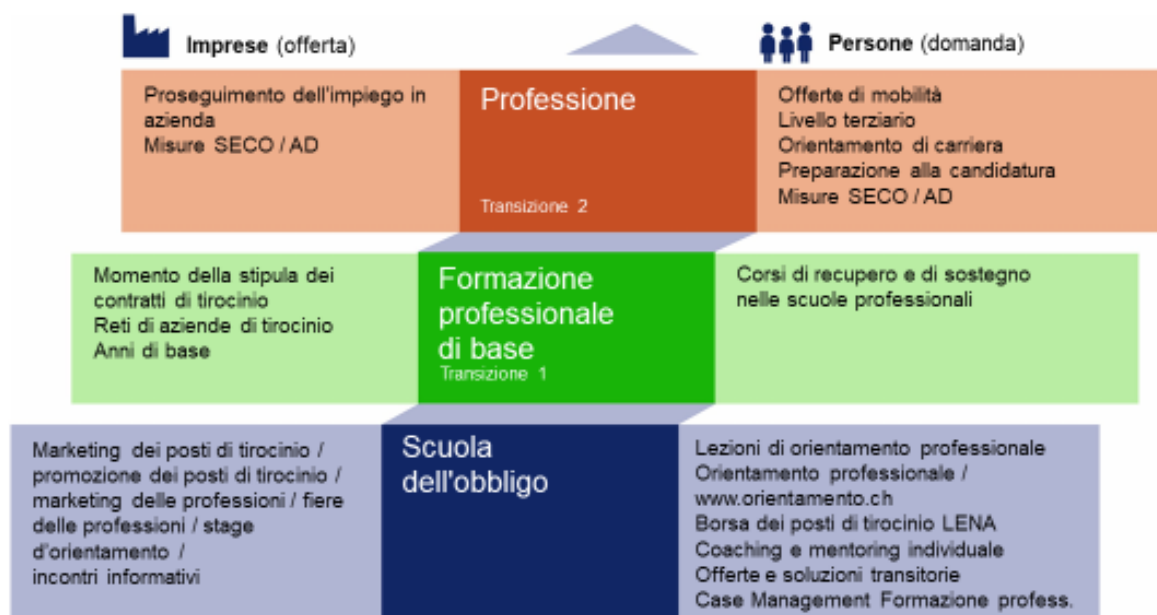 Imprese (offerta)
Persone (domanda)
Proseguimento dell'impiego in
azienda
Misure SECO / AD
Professione
Transizione 2
Offerte di mobilità
Livello terziario
Orientamento di carriera
Preparazione alla candidatura
Misure SECO / AD
Momento della stipula dei
contratti di tirocinio
Reti di aziende di tirocinio
Anni di base
Formazione
professionale
di base
Transizione 1
Corsi di recupero e di sostegno
nelle scuole professionali
Marketing dei posti di tirocinio /
promozione dei posti di tirocinio /
marketing delle professioni / fiere
delle professioni / stage
d'orientamento /
incontri informativi
Scuola
dell'obbligo
Lezioni di orientamento professionale
Orientamento professionale /
www.orientamento.ch
Borsa dei posti di tirocinio LENA
Coaching e mentoring individuale
Offerte e soluzioni transitorie
Case Management Formazione profess.